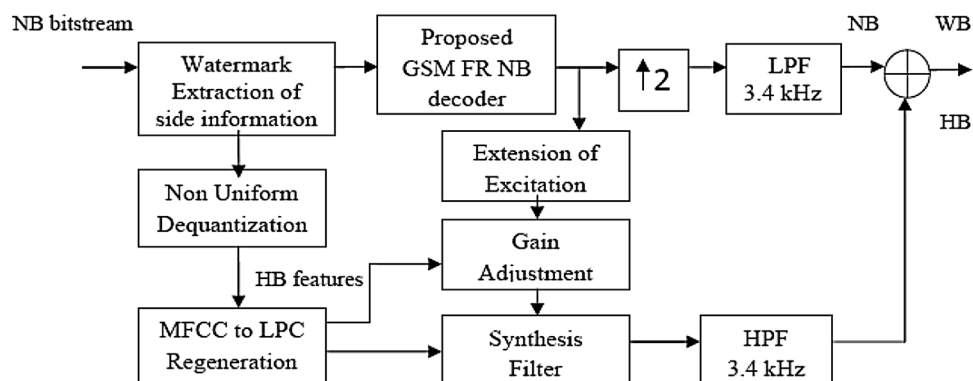 NB bitstream
Watermark
Extraction of
side information
Proposed
GSM FR NB
decoder
↑2
LPF
3.4 kHz
NB
WB
HB
Extension of
Excitation
Non Uniform
Dequantization
Gain
Adjustment
HB features
MFCC to LPC
Regeneration
Synthesis
Filter
HPF
3.4 kHz